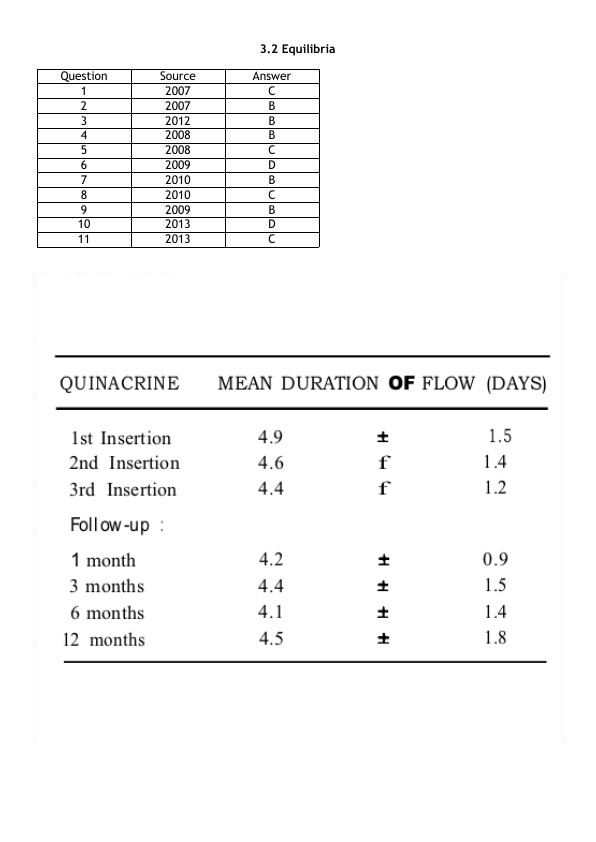 3.2 Equilibria
Question Source Answer
1 2007 C
2 2007 B
3 2012 B
4 2008 B
5 2008 C
6 2009 D
7 2010 B
8 2010 C
9 2009 B
10 2013 D
11 2013 C
QUINACRINE MEAN DURATION OF FLOW (DAYS)
1st Insertion 4.9 ± 1.5
2nd Insertion 4.6 f 1.4
3rd Insertion 4.4 f 1.2
Follow-up :
1 month 4.2 ± 0.9
3 months 4.4 ± 1.5
6 months 4.1 ± 1.4
12 months 4.5 ± 1.8